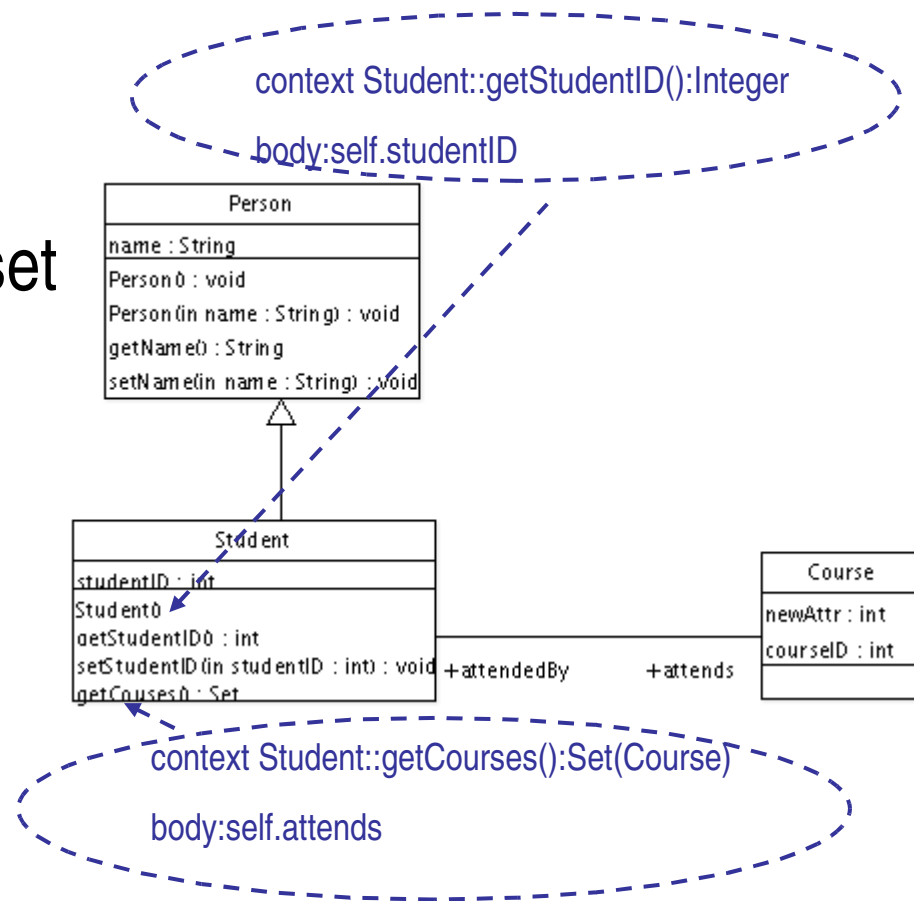 context Student::getStudentID():Integer
body:self.studentID
set
Person
name : String
Person() : void
Person(in name : String) : void
getName() : String
setName(in name : String) : void
Student
studentID : int
Student()
getStudentID() : int
setStudentID(in studentID : int) : void
getCouses() : Set
+attendedBy
+attends
Course
newAttr : int
courseID : int
context Student::getCourses():Set(Course)
body:self.attends